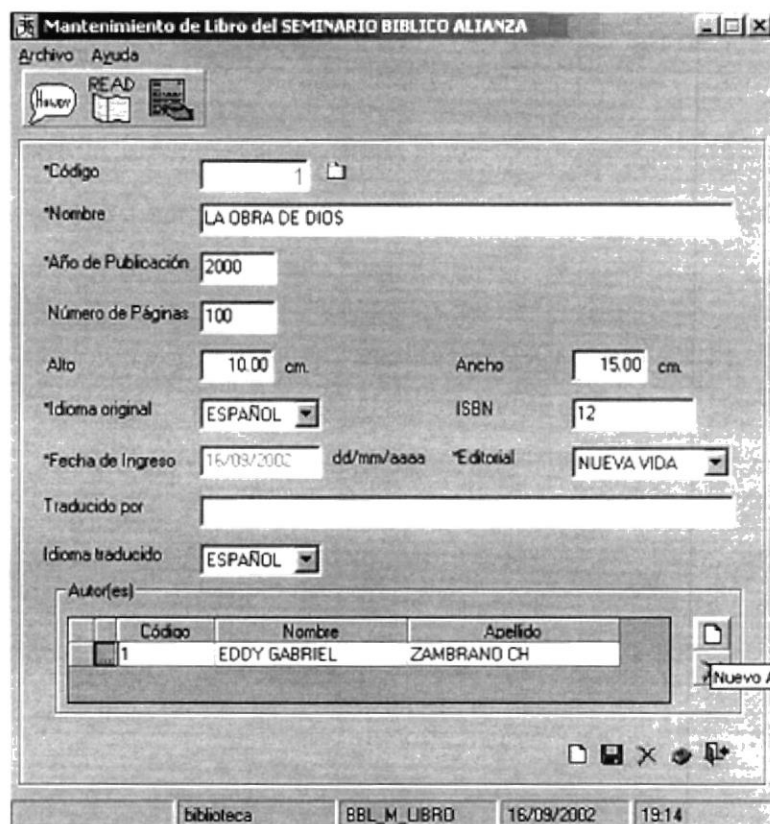 Mantenimiento de Libro del SEMINARIO BIBLICO ALIANZA
Archivo Ayuda
Howdy READ
*Código 1
*Nombre LA OBRA DE DIOS
*Año de Publicación 2000
Número de Páginas 100
Alto 10.00 cm. Ancho 15.00 cm.
*Idioma original ESPAÑOL ISBN 12
*Fecha de Ingreso 16/09/2002 dd/mm/aaaa *Editorial NUEVA VIDA
Traducido por
Idioma traducido ESPAÑOL
Autor(es)
Código Nombre Apellido
... 1 EDDY GABRIEL ZAMBRANO CH
Nuevo A
biblioteca BBL_M_LIBRO 16/09/2002 19:14